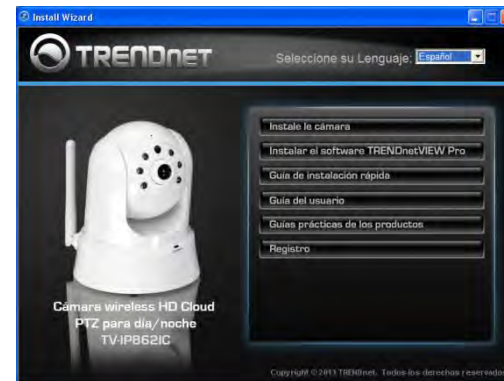 Install Wizard
TRENDNET
Seleccione su Lenguaje: Español
Instale le cámara
Instalar el software TRENDnetVIEW Pro
Guía de instalación rápida
Guía del usuario
Guías prácticas de los productos
Registro
Cámara wireless HD Cloud
PTZ para día/noche
TV-IP862IC
Copyright © 2013 TRENDnet. Todos los derechos reservados